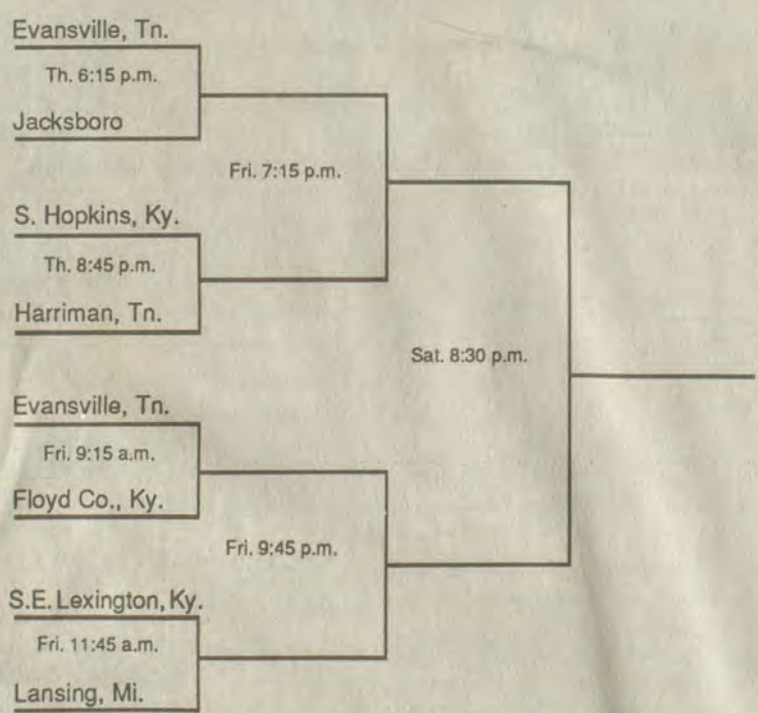 Evansville, Tn.
Th. 6:15 p.m.
Jacksboro
Fri. 7:15 p.m.
S. Hopkins, Ky.
Th. 8:45 p.m.
Harriman, Tn.
Sat. 8:30 p.m.
Evansville, Tn.
Fri. 9:15 a.m.
Floyd Co., Ky.
Fri. 9:45 p.m.
S.E. Lexington, Ky.
Fri. 11:45 a.m.
Lansing, Mi.